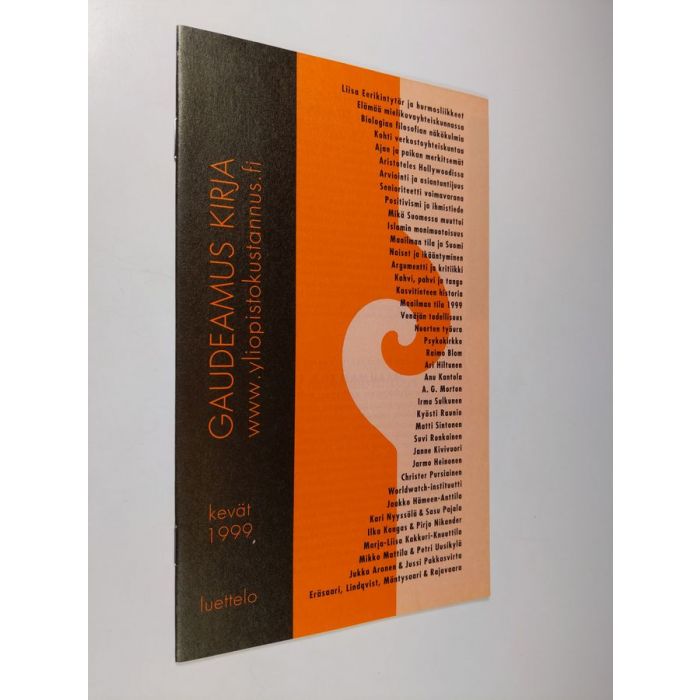 GAUDEAMUS KIRJA
www.yliopistokustannus.fi
kevät
1999
luettelo
Liisa Eerikintytär ja hurmosliikkeet
Elämää mielikuvayhteiskunnassa
Biologian filosofian näkökulmia
Kohti verkostoyhteiskuntaa
Ajan ja paikan merkitsemät
Aristoteles Hollywoodissa
Arviointi ja asiantuntijuus
Senioriteetti voimavarana
Positivismi ja ihmistiede
Mikä Suomessa muuttui
Islamin monimuotoisuus
Maailman tila ja Suomi
Naiset ja ikääntyminen
Argumentti ja kritiikki
Kahvi, pahvi ja tango
Kasvitieteen historia
Maailman tila 1999
Venäjän todellisuus
Nuorten työura
Psykokirkko
Raimo Blom
Ari Hiltunen
Anu Kantola
A. G. Morton
Irma Sulkunen
Kyösti Raunio
Matti Sintonen
Suvi Ronkainen
Janne Kivivuori
Jarmo Heinonen
Christer Pursiainen
Worldwatch-instituutti
Jaakko Hämeen-Anttila
Kari Nyyssölä & Sasu Pajala
Ilka Kangas & Pirjo Nikander
Marja-Liisa Kakkuri-Knuuttila
Mikko Mattila & Petri Uusikylä
Jukka Aronen & Jussi Pakkasvirta
Eräsaari, Lindqvist, Mäntysaari & Rajavaara